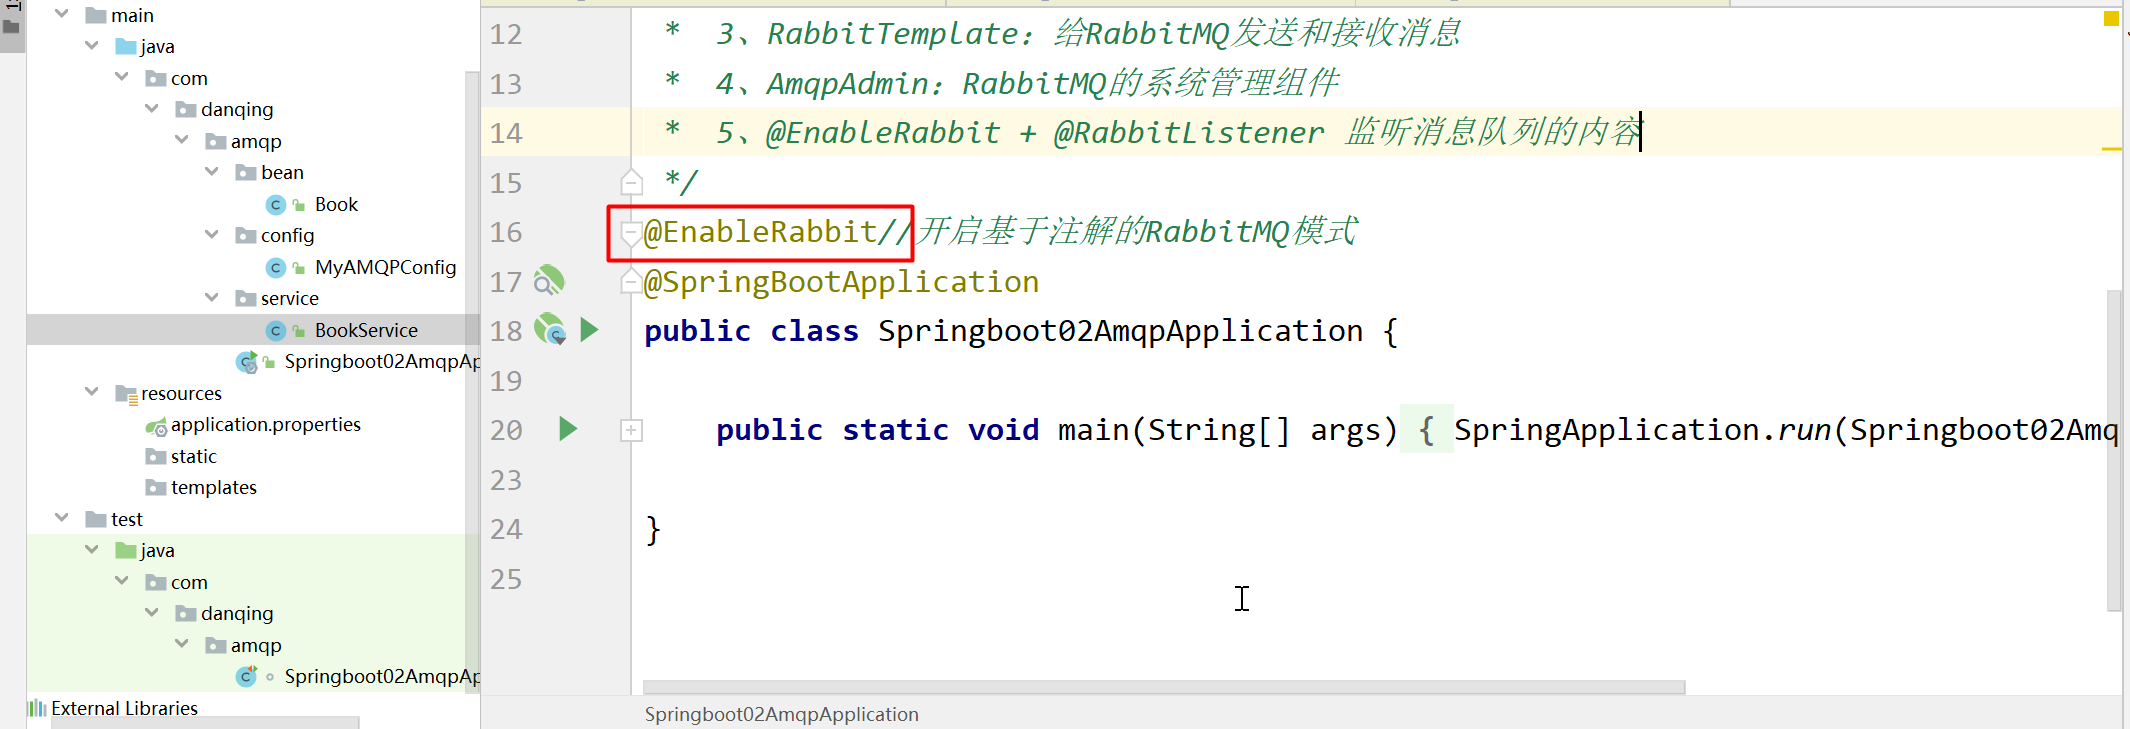 main
java
com
danqing
amqp
bean
Book
config
MyAMQPConfig
service
BookService
Springboot02AmqpAp
resources
application.properties
static
templates
test
java
com
danqing
amqp
Springboot02AmqpAp
External Libraries
12 * 3、RabbitTemplate：给RabbitMQ发送和接收消息
13 * 4、AmqpAdmin：RabbitMQ的系统管理组件
14 * 5、@EnableRabbit + @RabbitListener 监听消息队列的内容
15 */
16 @EnableRabbit//开启基于注解的RabbitMQ模式
17 @SpringBootApplication
18 public class Springboot02AmqpApplication {
19
20 public static void main(String[] args) { SpringApplication.run(Springboot02Amq
23
24 }
25
Springboot02AmqpApplication